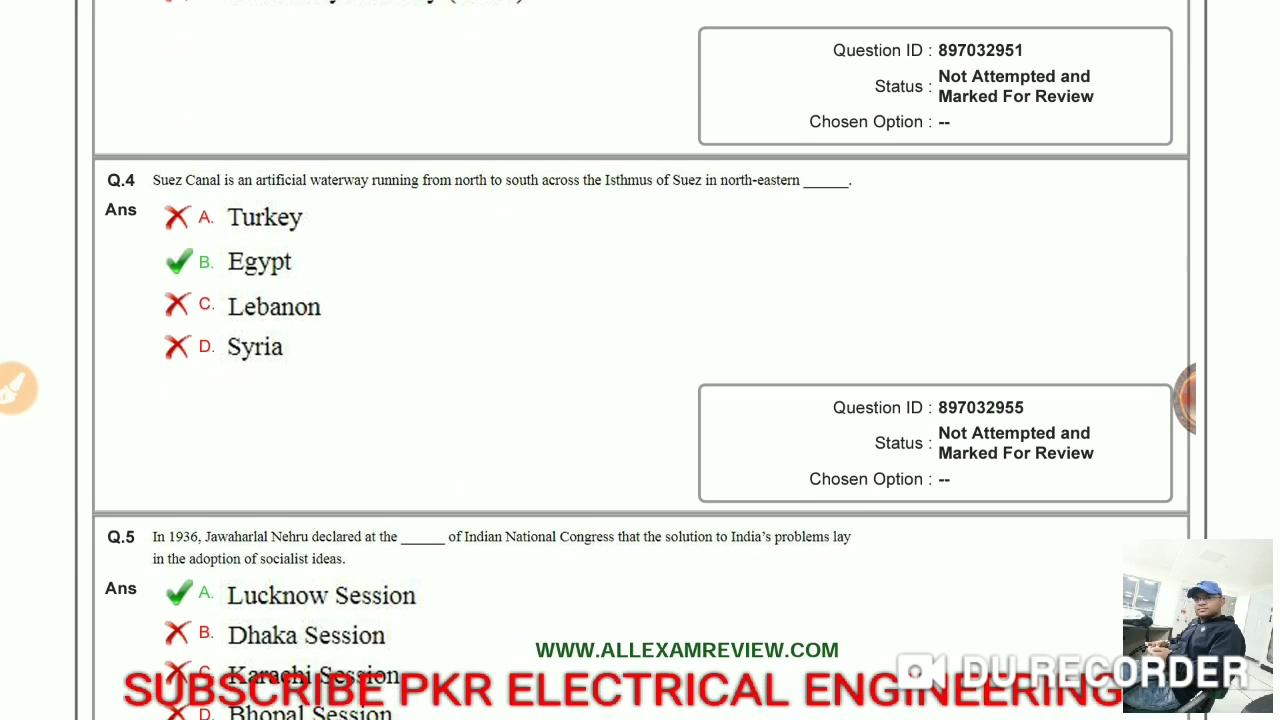 Question ID : 897032951
Status : Not Attempted and
Marked For Review
Chosen Option : --
Q.4 Suez Canal is an artificial waterway running from north to south across the Isthmus of Suez in north-eastern ______.
Ans A. Turkey
B. Egypt
C. Lebanon
D. Syria
Question ID : 897032955
Status : Not Attempted and
Marked For Review
Chosen Option : --
Q.5 In 1936, Jawaharlal Nehru declared at the ______ of Indian National Congress that the solution to India's problems lay
in the adoption of socialist ideas.
Ans A. Lucknow Session
B. Dhaka Session
C. Karachi Session
D. Bhopal Session
WWW.ALLEXAMREVIEW.COM
SUBSCRIBE PKR ELECTRICAL ENGINEERING
DU RECORDER